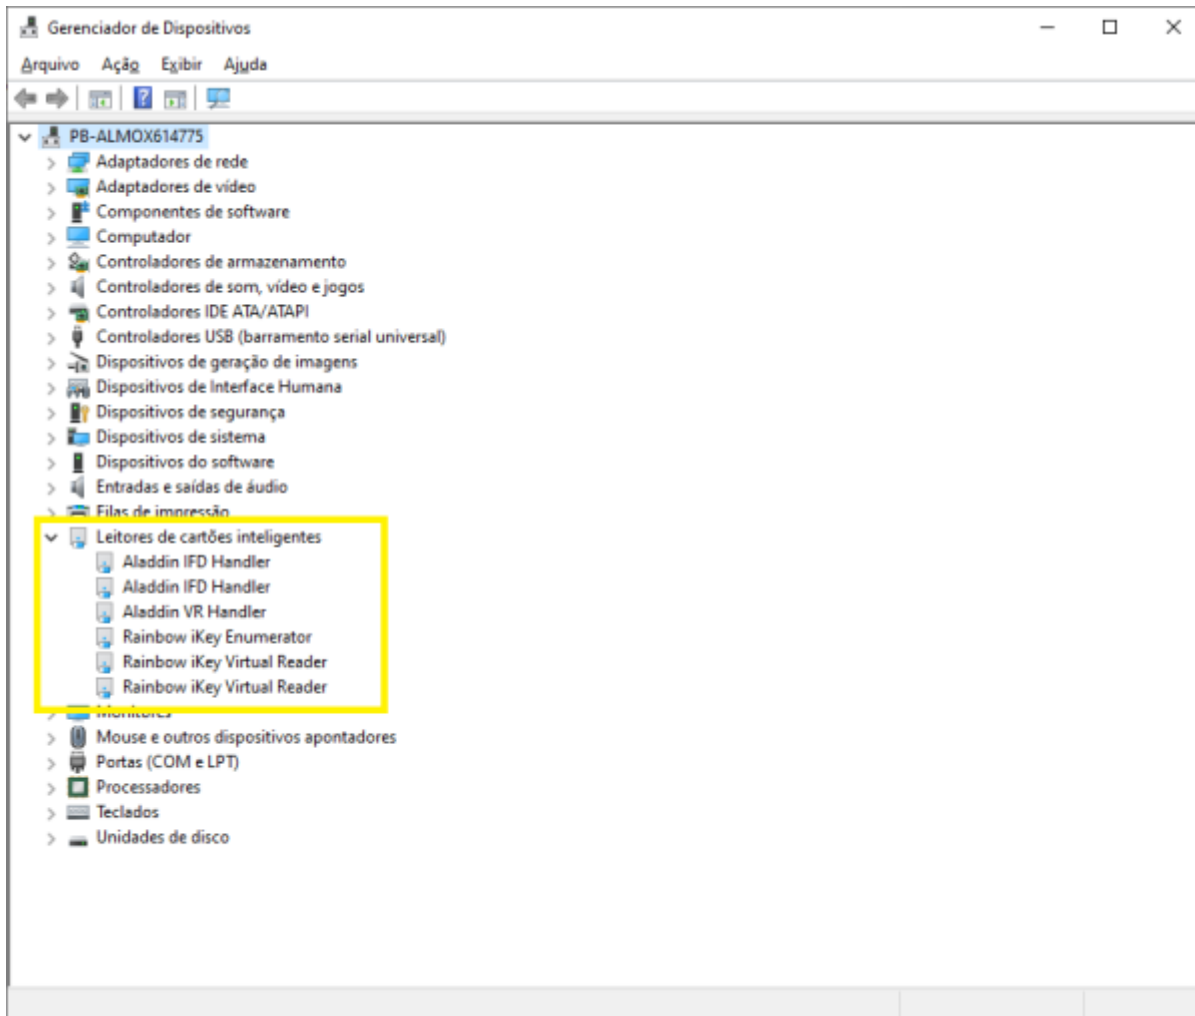 Gerenciador de Dispositivos
Arquivo Ação Exibir Ajuda
PB-ALMOX614775
Adaptadores de rede
Adaptadores de vídeo
Componentes de software
Computador
Controladores de armazenamento
Controladores de som, vídeo e jogos
Controladores IDE ATA/ATAPI
Controladores USB (barramento serial universal)
Dispositivos de geração de imagens
Dispositivos de Interface Humana
Dispositivos de segurança
Dispositivos de sistema
Dispositivos do software
Entradas e saídas de áudio
Filas de impressão
Leitores de cartões inteligentes
Aladdin IFD Handler
Aladdin IFD Handler
Aladdin VR Handler
Rainbow iKey Enumerator
Rainbow iKey Virtual Reader
Rainbow iKey Virtual Reader
Monitores
Mouse e outros dispositivos apontadores
Portas (COM e LPT)
Processadores
Teclados
Unidades de disco